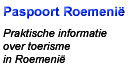 Paspoort Roemenië
Praktische informatie
over toerisme
in Roemenië